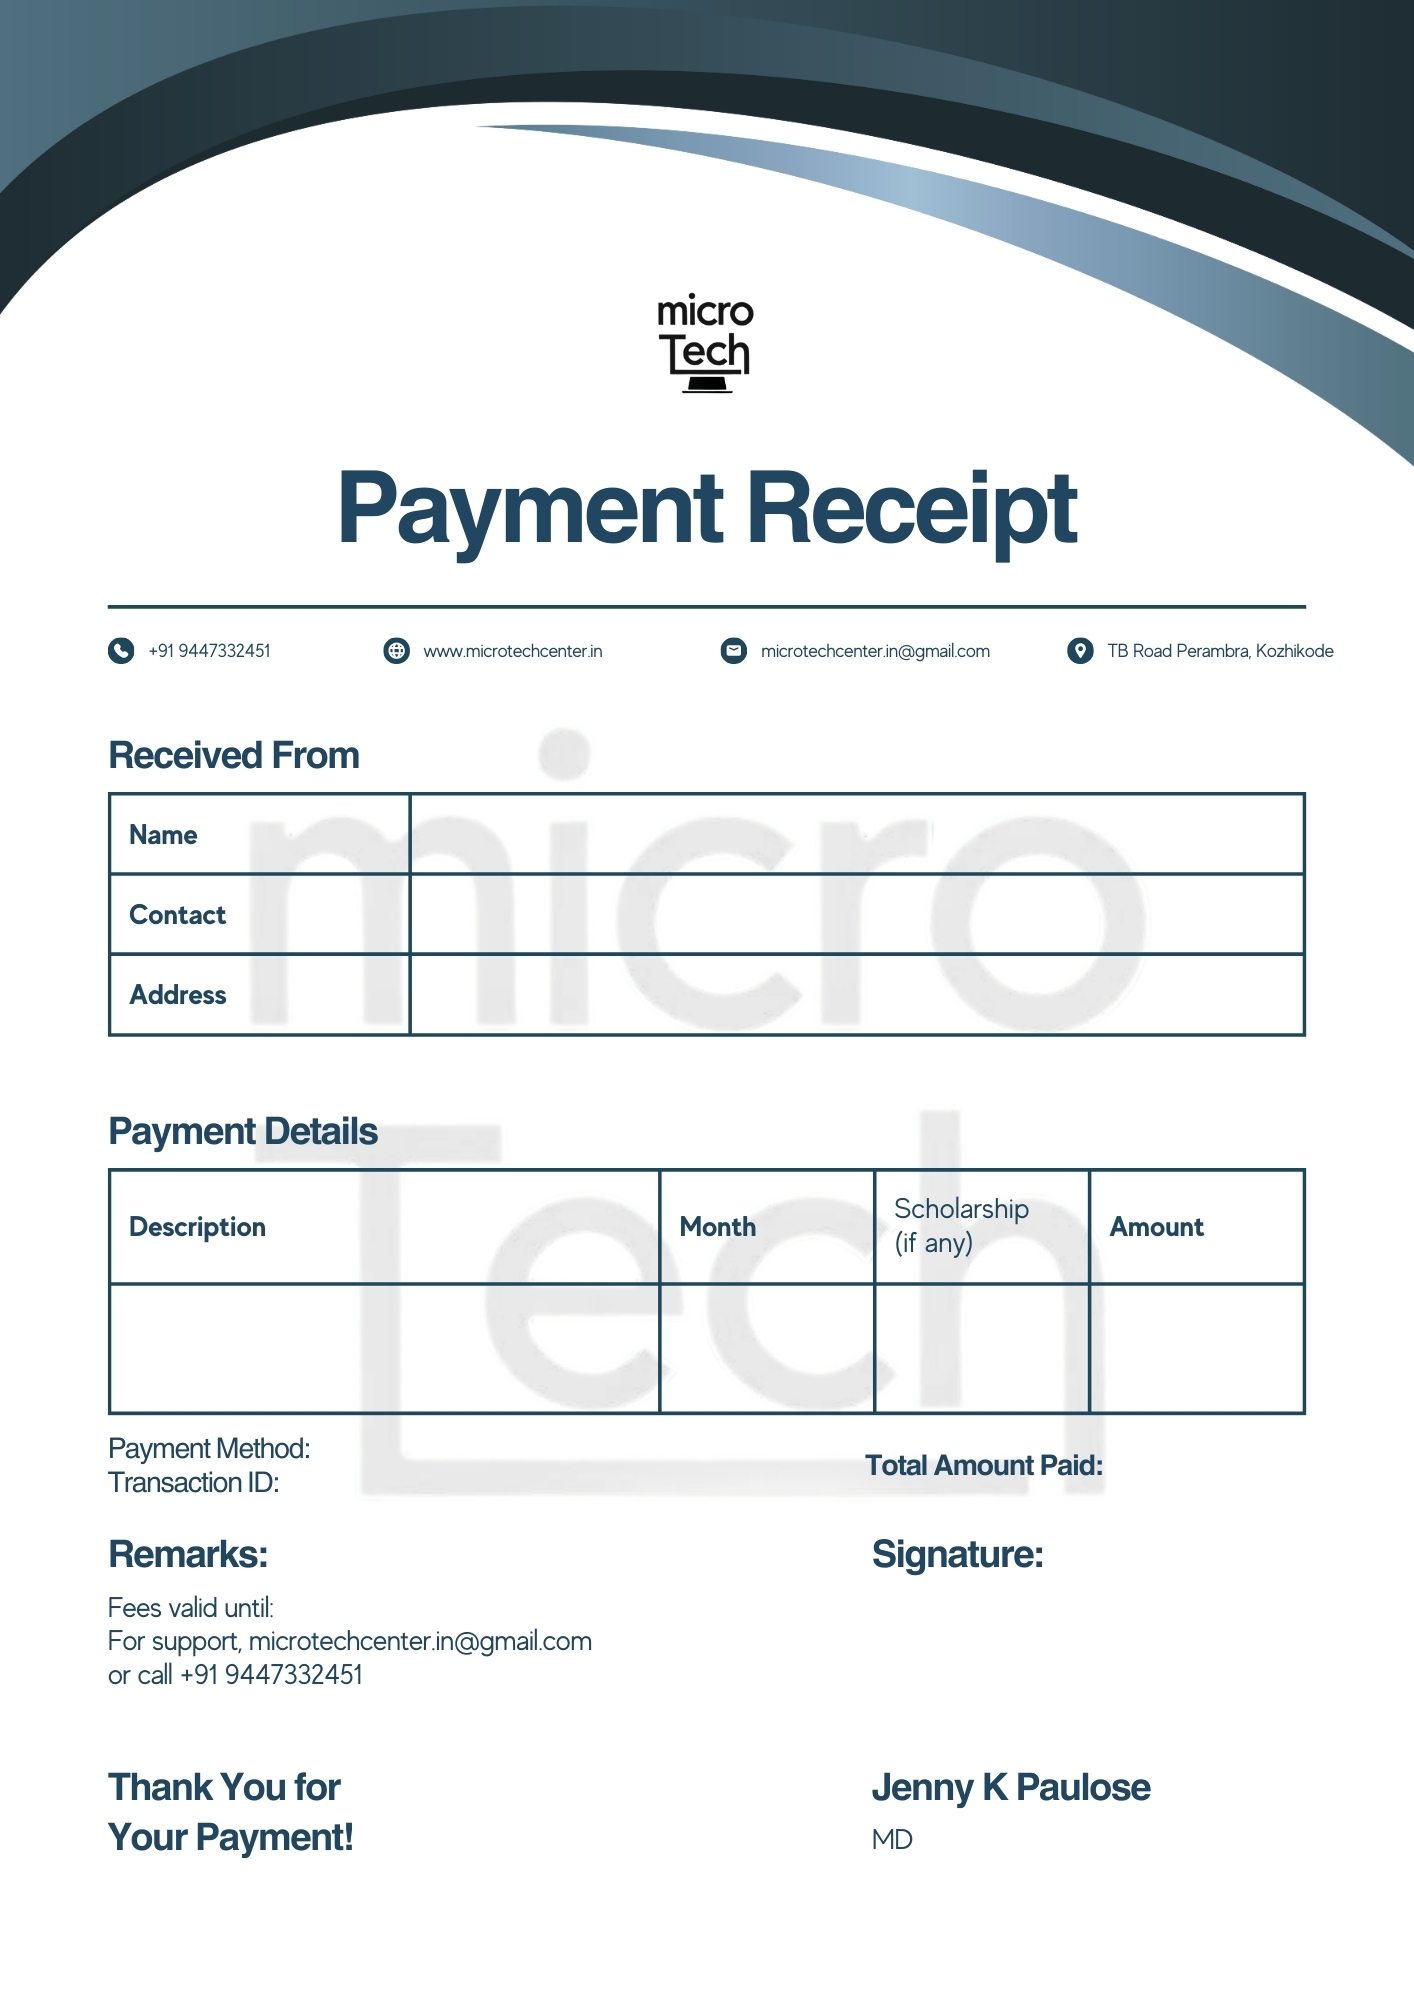 micro
Tech
Payment Receipt
+91 9447332451
www.microtechcenter.in
microtechcenter.in@gmail.com
TB Road Perambra, Kozhikode
Received From
micro
Name
Contact
Address
Payment Details
Tech
Description
Month
Scholarship
(if any)
Amount
Payment Method:
Transaction ID:
Total Amount Paid:
Remarks:
Fees valid until:
For support, microtechcenter.in@gmail.com
or call +91 9447332451
Signature:
Thank You for
Your Payment!
Jenny K Paulose
MD